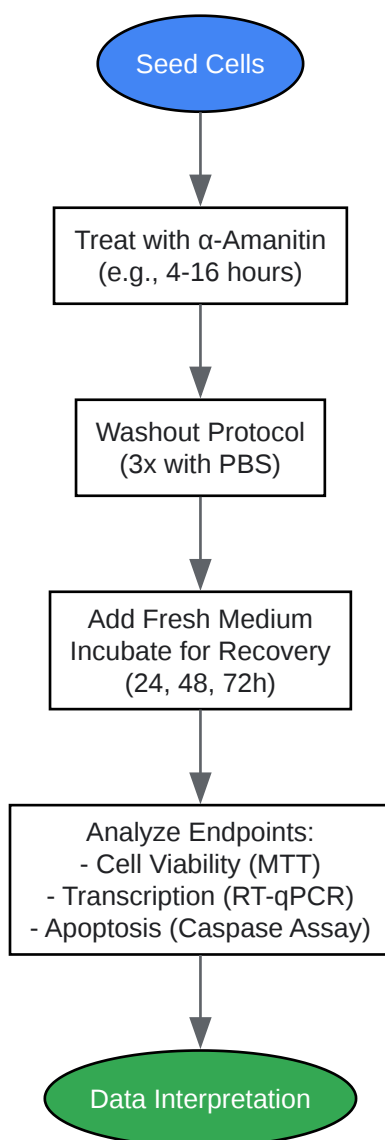 Seed Cells
Treat with α-Amanitin
(e.g., 4-16 hours)
Washout Protocol
(3x with PBS)
Add Fresh Medium
Incubate for Recovery
(24, 48, 72h)
Analyze Endpoints:
- Cell Viability (MTT)
- Transcription (RT-qPCR)
- Apoptosis (Caspase Assay)
Data Interpretation